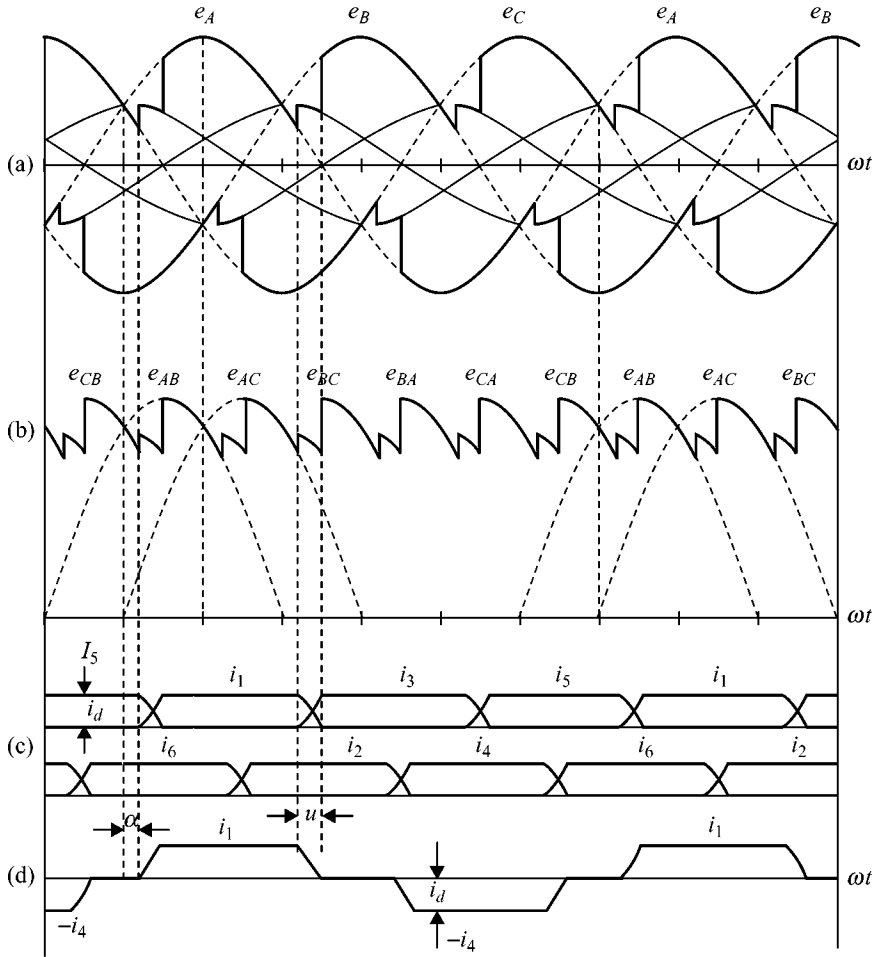 e_A e_B e_C e_A e_B
(a) ωt
e_CB e_AB e_AC e_BC e_BA e_CA e_CB e_AB e_AC e_BC
(b)
ωt
I_5
i_1 i_3 i_5 i_1
i_d
(c) i_6 i_2 i_4 i_6 i_2
α u i_1 i_1
(d) i_d ωt
−i_4 −i_4